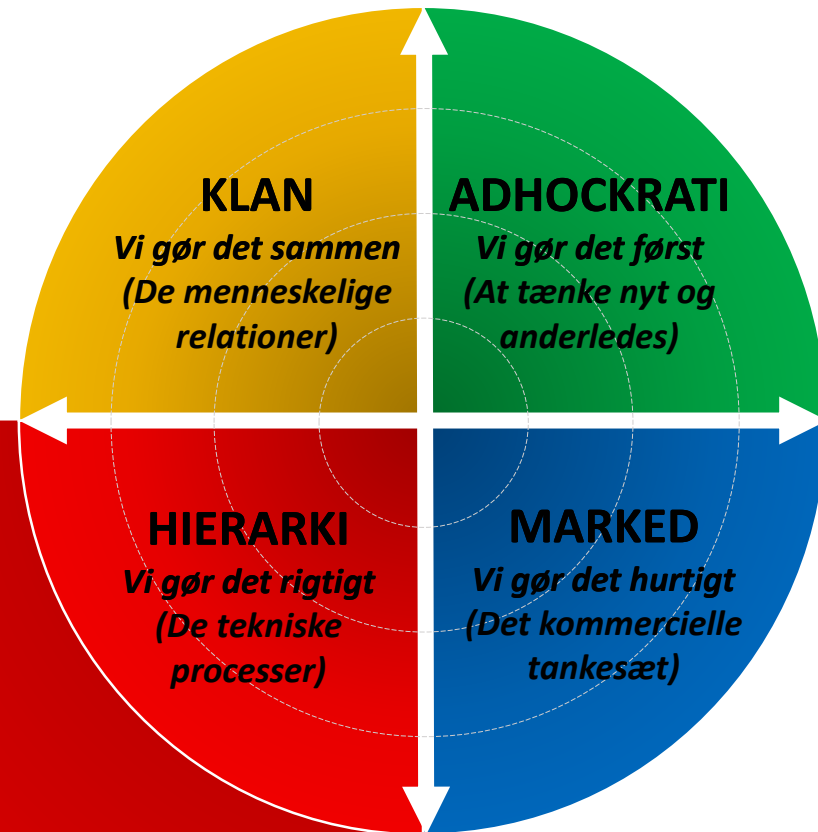 KLAN
Vi gør det sammen
(De menneskelige
relationer)
ADHOCKRATI
Vi gør det først
(At tænke nyt og
anderledes)
HIERARKI
Vi gør det rigtigt
(De tekniske
processer)
MARKED
Vi gør det hurtigt
(Det kommercielle
tankesæt)